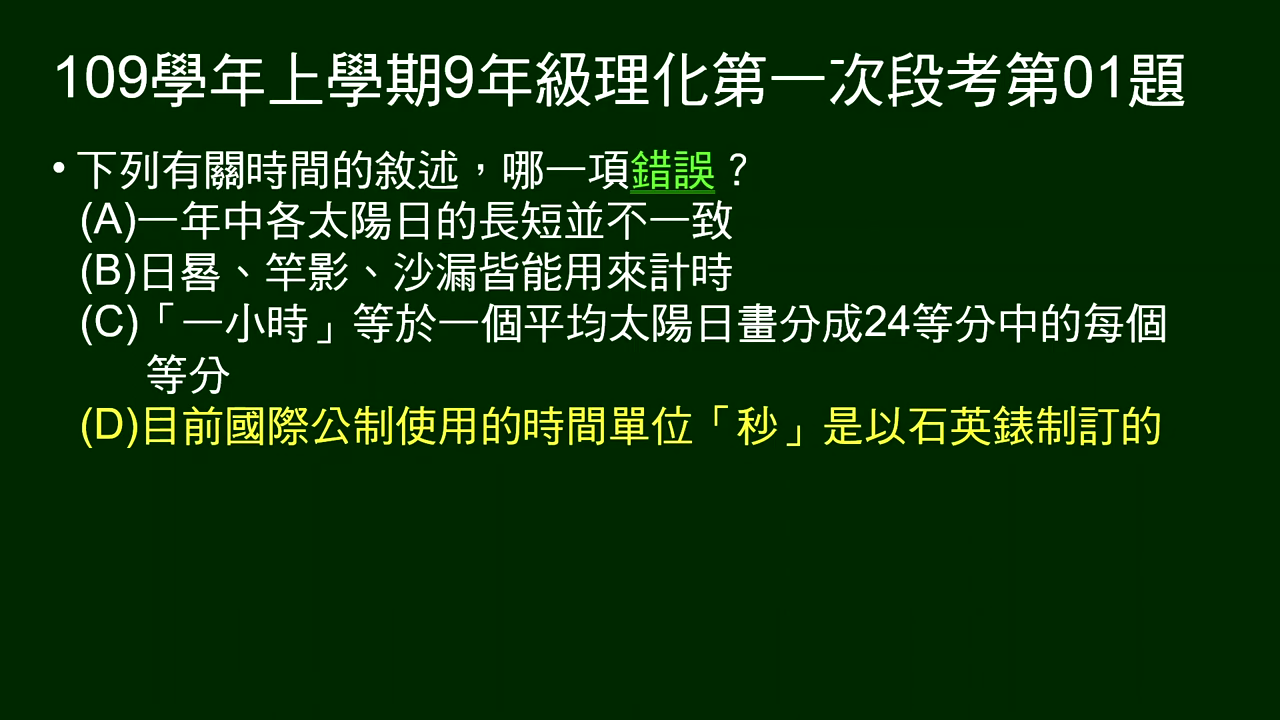 109學年上學期9年級理化第一次段考第01題
• 下列有關時間的敘述，哪一項錯誤？
(A)一年中各太陽日的長短並不一致
(B)日晷、竿影、沙漏皆能用來計時
(C)「一小時」等於一個平均太陽日畫分成24等分中的每個
等分
(D)目前國際公制使用的時間單位「秒」是以石英錶制訂的